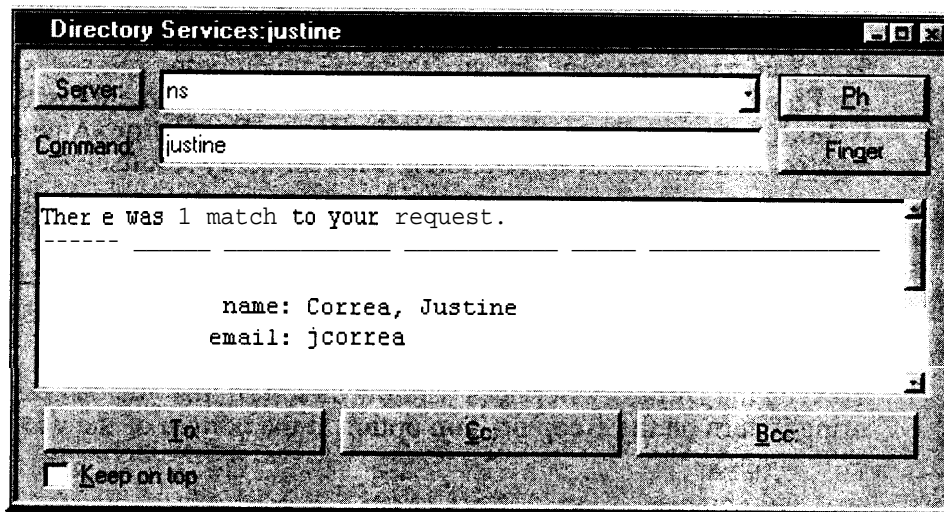 Directory Services:justine
Server: ns Ph
Command: justine Finger
Ther e was 1 match to your request.
name: Correa, Justine
email: jcorrea
To: Cc: Bcc:
Keep on top